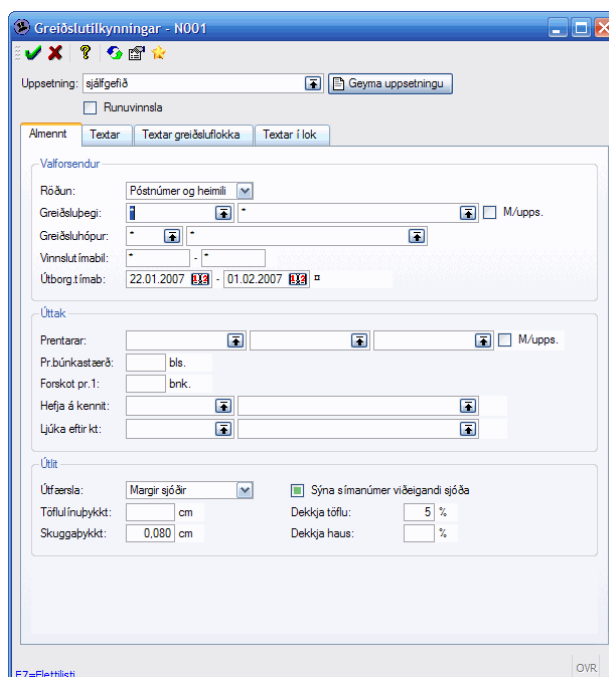 Greiðslutilkynningar - N001
Uppsetning: sjálfgefið Geyma uppsetningu
Runuvinnsla
Almennt Textar Textar greiðsluflokka Textar í lok
Valforsendur
Röðun: Póstnúmer og heimili
Greiðsluþegi: * * M/upps.
Greiðsluhópur: * *
Vinnslutímabil: * - *
Útborg.tímab: 22.01.2007 - 01.02.2007 ¤
Úttak
Prentarar: M/upps.
Pr.búnkastærð: bls.
Forskot pr.1: bnk.
Hefja á kennit:
Ljúka eftir kt:
Útlit
Útfærsla: Margir sjóðir Sýna símanúmer viðeigandi sjóða
Töflulínuþykkt: cm Dekkja töflu: 5 %
Skuggaþykkt: 0,080 cm Dekkja haus: %
OVR
F7=Flettilisti